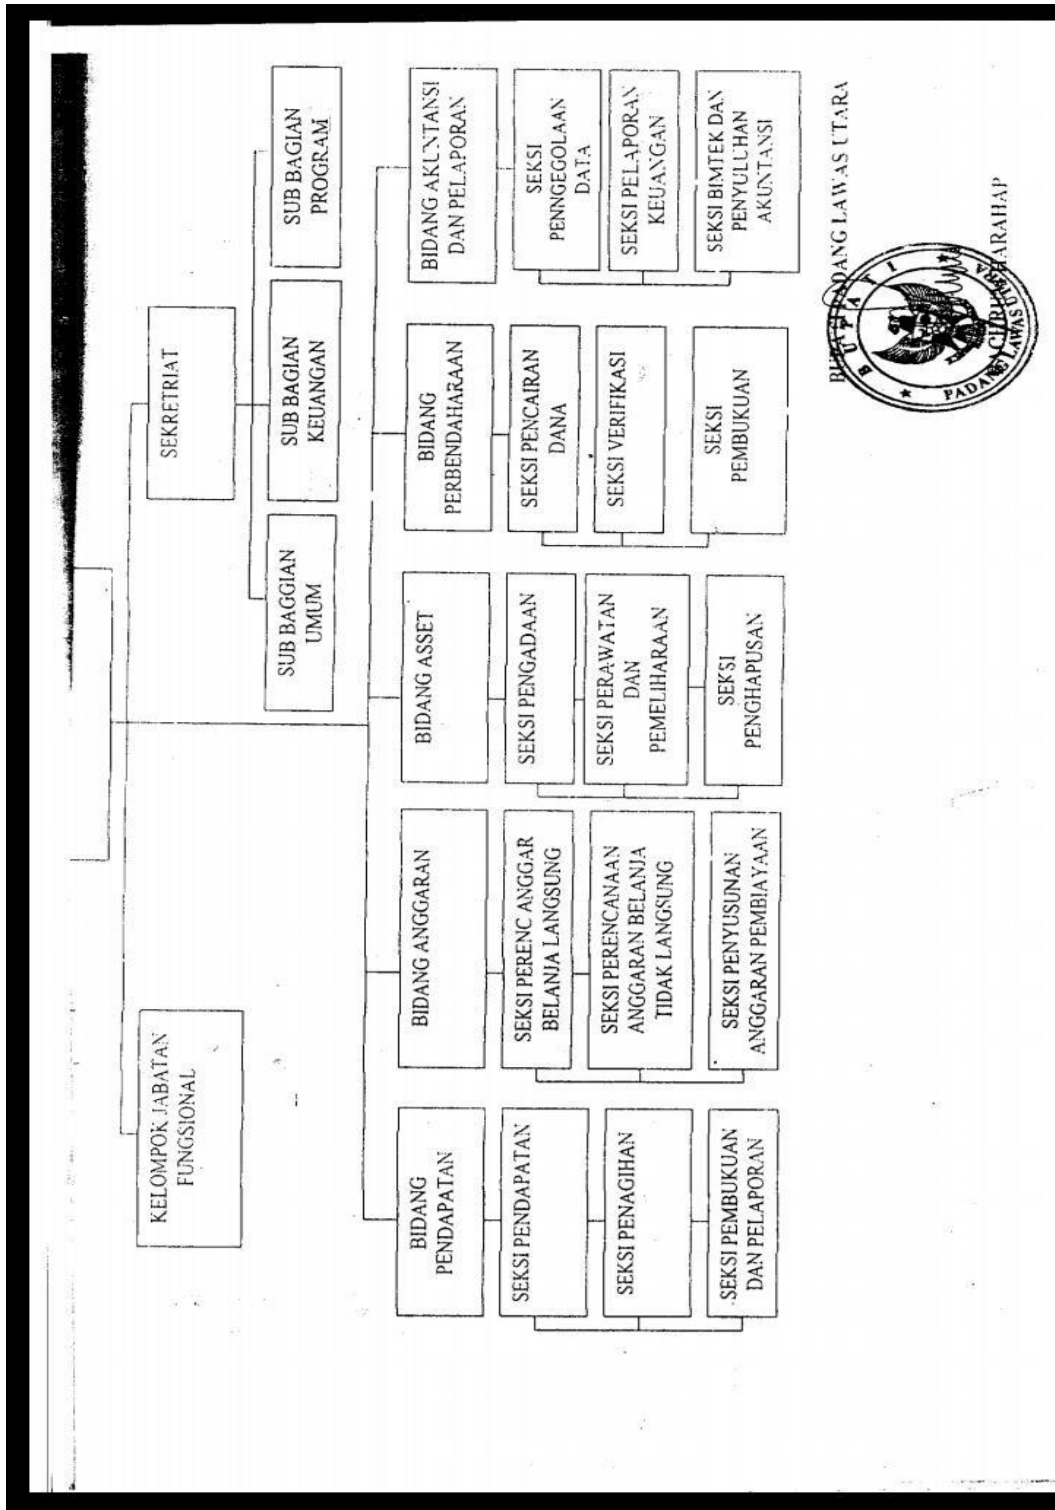 KELOMPOK JABATAN
FUNGSIONAL
SEKRETRIAT
SUB BAGGIAN
UMUM
SUB BAGIAN
KEUANGAN
SUB BAGIAN
PROGRAM
BIDANG
PENDAPATAN
SEKSI PENDAPATAN
SEKSI PENAGIHAN
SEKSI PEMBUKUAN
DAN PELAPORAN
BIDANG ANGGARAN
SEKSI PERENC ANGGAR
BELANJA LANGSUNG
SEKSI PERENCANAAN
ANGGARAN BELANJA
TIDAK LANGSUNG
SEKSI PENYUSUNAN
ANGGARAN PEMBIAYAAN
BIDANG ASSET
SEKSI PENGADAAN
SEKSI PERAWATAN
DAN
PEMELIHARAAN
SEKSI
PENGHAPUSAN
BIDANG
PERBENDAHARAAN
SEKSI PENCAIRAN
DANA
SEKSI VERIFIKASI
SEKSI
PEMBUKUAN
BIDANG AKUNTANSI
DAN PELAPORAN
SEKSI
PENNGEGOLAAN
DATA
SEKSI PELAPORAN
KEUANGAN
SEKSI BIMTEK DAN
PENYULUHAN
AKUNTANSI
LAWAS UTARA
BUPATI
PADANG LAWAS UTARA
HARAHAP